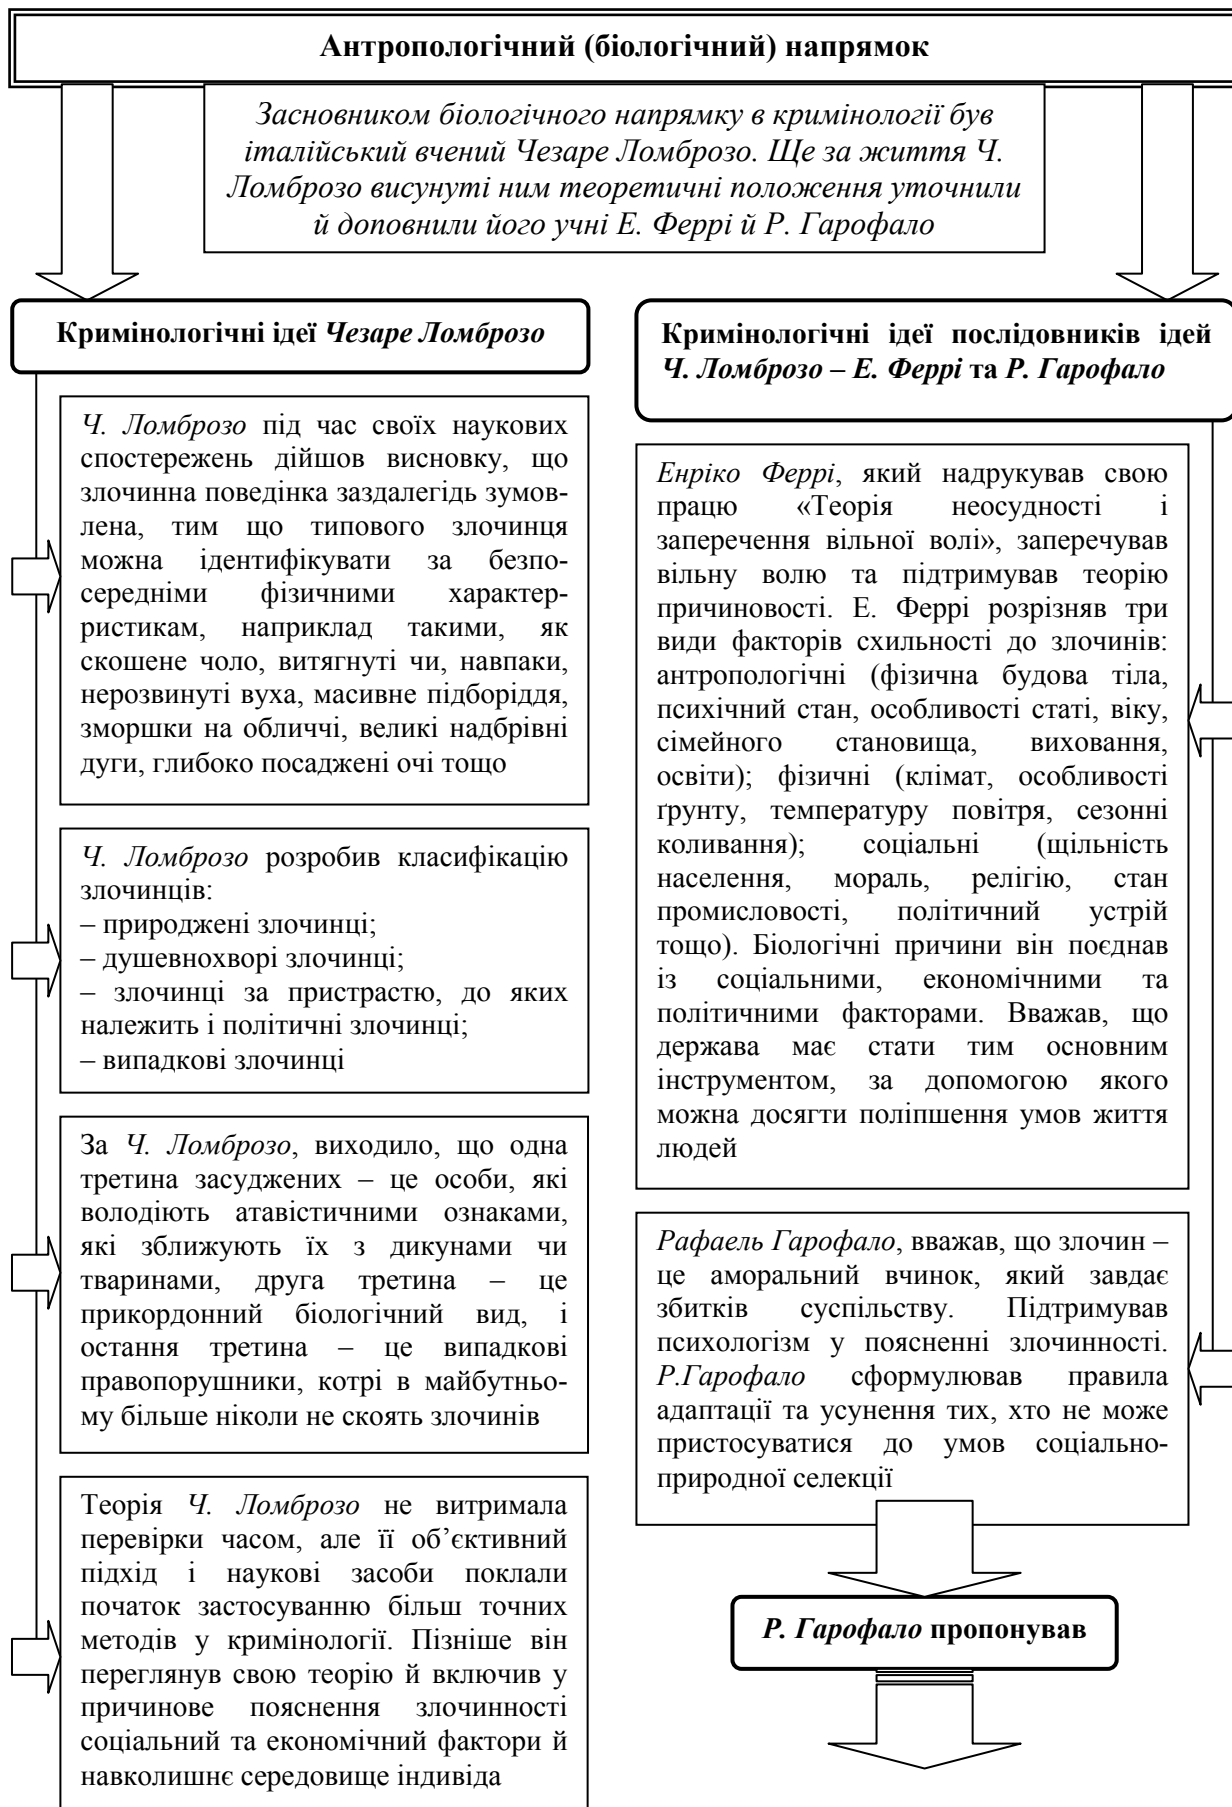 Антропологічний (біологічний) напрямок
Засновником біологічного напрямку в кримінології був
італійський вчений Чезаре Ломброзо. Ще за життя Ч.
Ломброзо висунуті ним теоретичні положення уточнили
й доповнили його учні Е. Феррі й Р. Гарофало
Кримінологічні ідеї Чезаре Ломброзо
Ч. Ломброзо під час своїх наукових
спостережень дійшов висновку, що
злочинна поведінка заздалегідь зумов-
лена, тим що типового злочинця
можна ідентифікувати за безпо-
середніми фізичними характер-
ристикам, наприклад такими, як
скошене чоло, витягнуті чи, навпаки,
нерозвинуті вуха, масивне підборіддя,
зморшки на обличчі, великі надбрівні
дуги, глибоко посаджені очі тощо
Ч. Ломброзо розробив класифікацію
злочинців:
– природжені злочинці;
– душевнохворі злочинці;
– злочинці за пристрастю, до яких
належить і політичні злочинці;
– випадкові злочинці
За Ч. Ломброзо, виходило, що одна
третина засуджених – це особи, які
володіють атавістичними ознаками,
які зближують їх з дикунами чи
тваринами, друга третина – це
прикордонний біологічний вид, і
остання третина – це випадкові
правопорушники, котрі в майбутньо-
му більше ніколи не скоять злочинів
Теорія Ч. Ломброзо не витримала
перевірки часом, але її об’єктивний
підхід і наукові засоби поклали
початок застосуванню більш точних
методів у кримінології. Пізніше він
переглянув свою теорію й включив у
причинове пояснення злочинності
соціальний та економічний фактори й
навколишнє середовище індивіда
Кримінологічні ідеї послідовників ідей
Ч. Ломброзо – Е. Феррі та Р. Гарофало
Енріко Феррі, який надрукував свою
працю «Теорія неосудності і
заперечення вільної волі», заперечував
вільну волю та підтримував теорію
причиновості. Е. Феррі розрізняв три
види факторів схильності до злочинів:
антропологічні (фізична будова тіла,
психічний стан, особливості статі, віку,
сімейного становища, виховання,
освіти); фізичні (клімат, особливості
ґрунту, температуру повітря, сезонні
коливання); соціальні (щільність
населення, мораль, релігію, стан
промисловості, політичний устрій
тощо). Біологічні причини він поєднав
із соціальними, економічними та
політичними факторами. Вважав, що
держава має стати тим основним
інструментом, за допомогою якого
можна досягти поліпшення умов життя
людей
Рафаель Гарофало, вважав, що злочин –
це аморальний вчинок, який завдає
збитків суспільству. Підтримував
психологізм у поясненні злочинності.
Р.Гарофало сформулював правила
адаптації та усунення тих, хто не може
пристосуватися до умов соціально-
природної селекції
Р. Гарофало пропонував